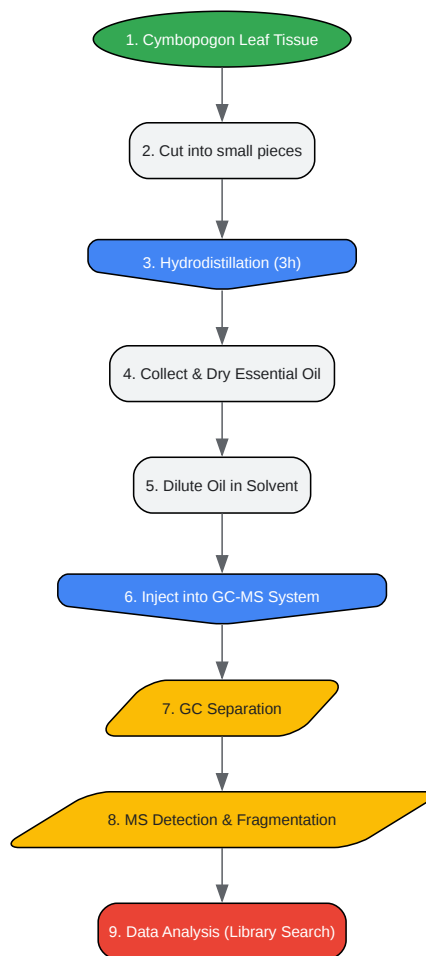 1. Cymbopogon Leaf Tissue
2. Cut into small pieces
3. Hydrodistillation (3h)
4. Collect & Dry Essential Oil
5. Dilute Oil in Solvent
6. Inject into GC-MS System
7. GC Separation
8. MS Detection & Fragmentation
9. Data Analysis (Library Search)